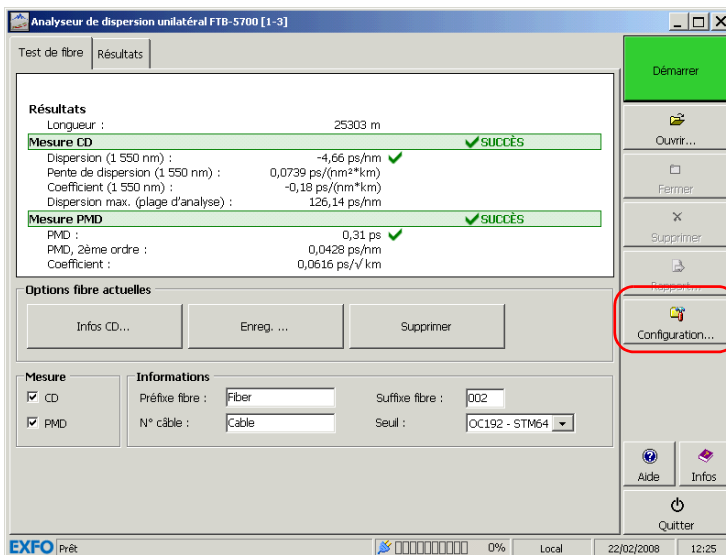 Analyseur de dispersion unilatéral FTB-5700 [1-3]
Test de fibre Résultats
Résultats
Longueur : 25303 m
Mesure CD SUCCÈS
Dispersion (1 550 nm) : -4,66 ps/nm
Pente de dispersion (1 550 nm) : 0,0739 ps/(nm²*km)
Coefficient (1 550 nm) : -0,18 ps/(nm*km)
Dispersion max. (plage d'analyse) : 126,14 ps/nm
Mesure PMD SUCCÈS
PMD : 0,31 ps
PMD, 2ème ordre : 0,0428 ps/nm
Coefficient : 0,0616 ps/√km
Options fibre actuelles
Infos CD... Enreg. ... Supprimer
Mesure
CD
PMD
Informations
Préfixe fibre : Fiber Suffixe fibre : 002
N° câble : Cable Seuil : OC192 - STM64
Démarrer
Ouvrir...
Fermer
Supprimer
Rapport...
Configuration...
Aide Infos
Quitter
EXFO Prêt 0% Local 22/02/2008 12:25